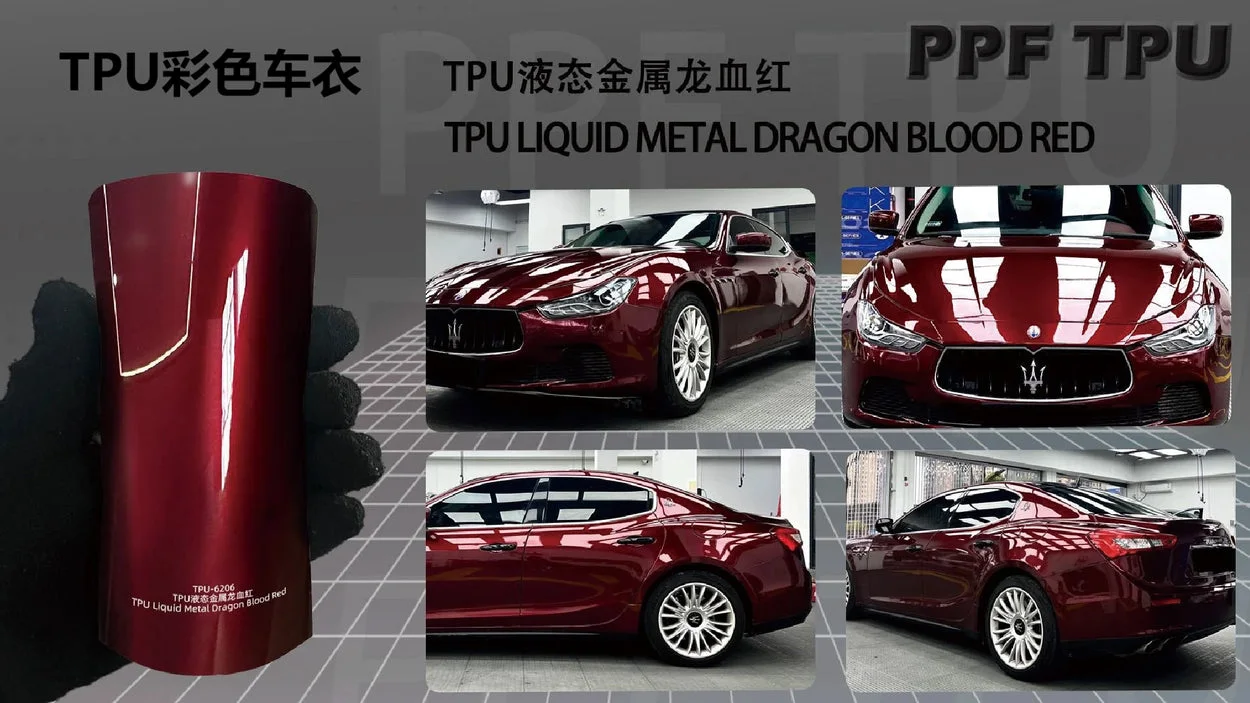 TPU彩色车衣
TPU液态金属龙血红
PPF TPU
TPU LIQUID METAL DRAGON BLOOD RED
PPF TPU
TPU-6206
TPU液态金属龙血红
TPU Liquid Metal Dragon Blood Red